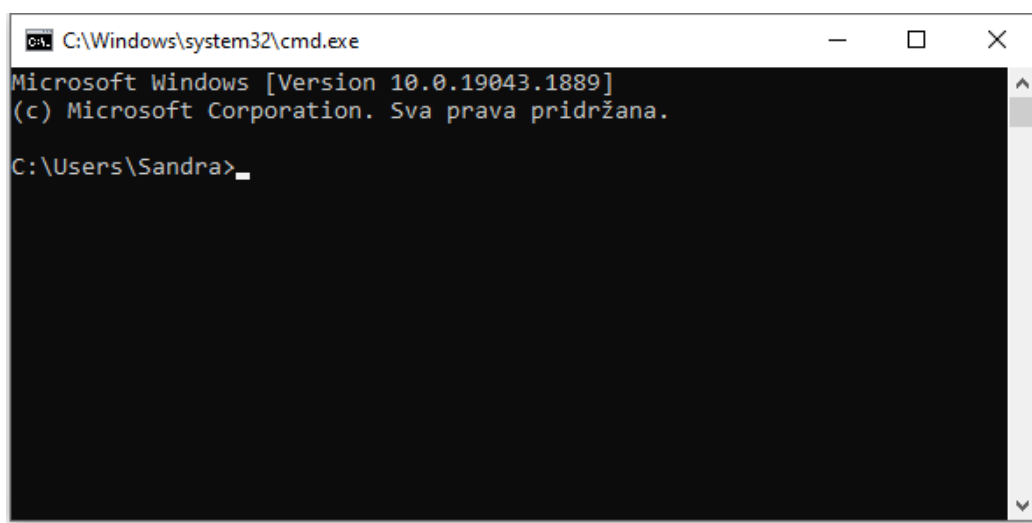 C:\Windows\system32\cmd.exe
Microsoft Windows [Version 10.0.19043.1889]
(c) Microsoft Corporation. Sva prava pridržana.
C:\Users\Sandra>